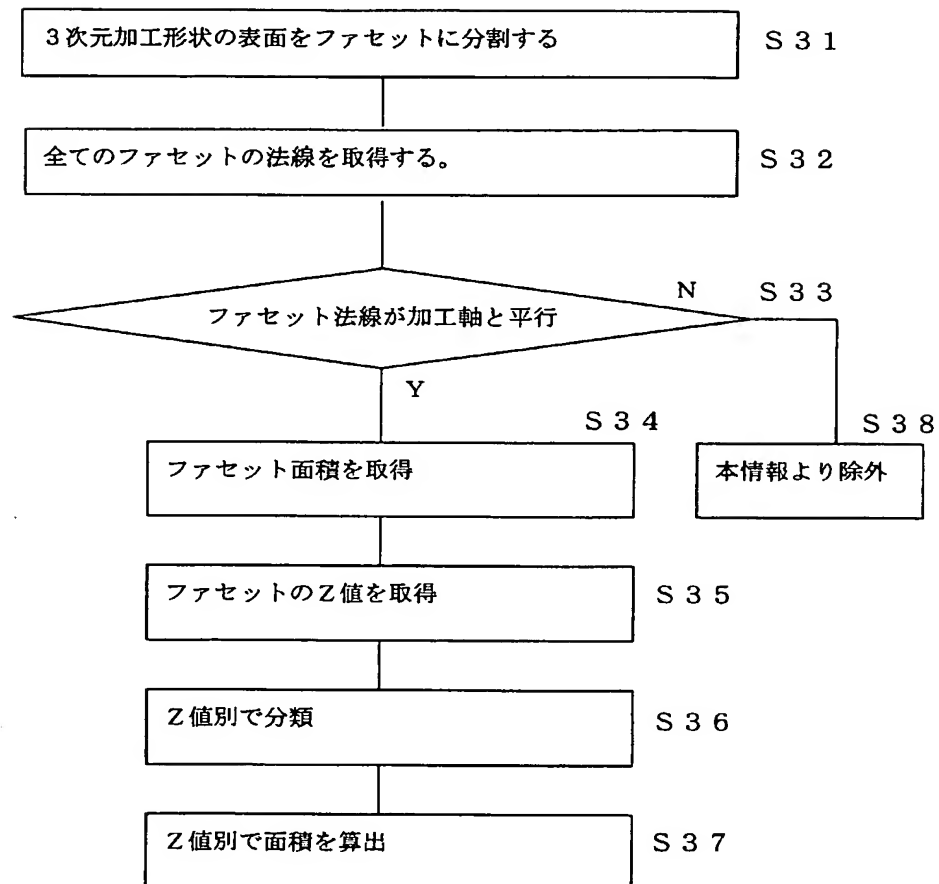 3次元加工形状の表面をファセットに分割する
S31
全てのファセットの法線を取得する。
S32
ファセット法線が加工軸と平行
N
S33
Y
S34
S38
ファセット面積を取得
本情報より除外
ファセットのZ値を取得
S35
Z値別で分類
S36
Z値別で面積を算出
S37